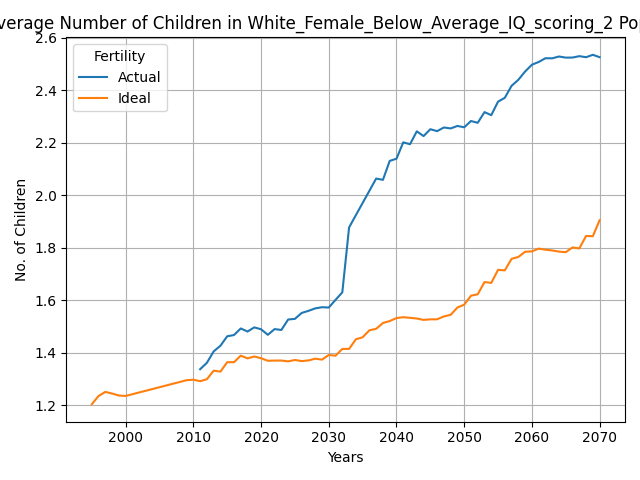 verage Number of Children in White_Female_Below_Average_IQ_scoring_2 Po
2.6
2.4
2.2
2.0
1.8
1.6
1.4
1.2
No. of Children
Fertility
Actual
Ideal
2000 2010 2020 2030 2040 2050 2060 2070
Years